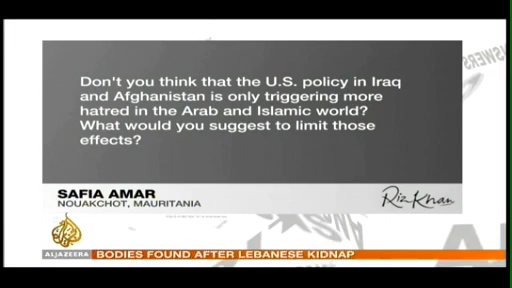 Don't you think that the U.S. policy in Iraq
and Afghanistan is only triggering more
hatred in the Arab and Islamic world?
What would you suggest to limit those
effects?
SAFIA AMAR
NOUAKCHOT, MAURITANIA
Riz Khan
ALJAZEERA
BODIES FOUND AFTER LEBANESE KIDNAP